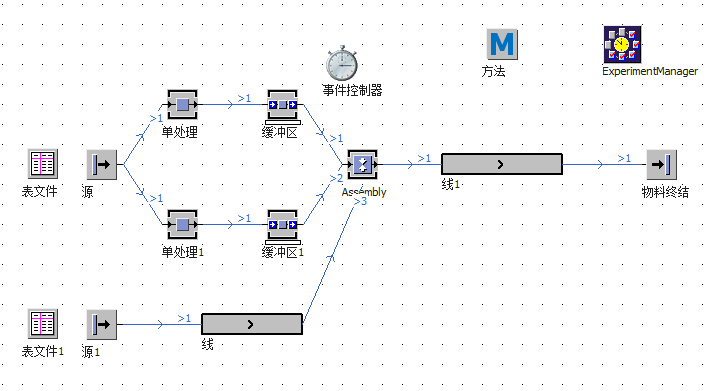 M
方法
ExperimentManager
事件控制器
>1
>1
单处理
缓冲区
>1
>1
表文件
源
Assembly
>1
线1
>1
物料终结
>1
>2
>3
>1
单处理1
缓冲区1
表文件1
源1
>1
线